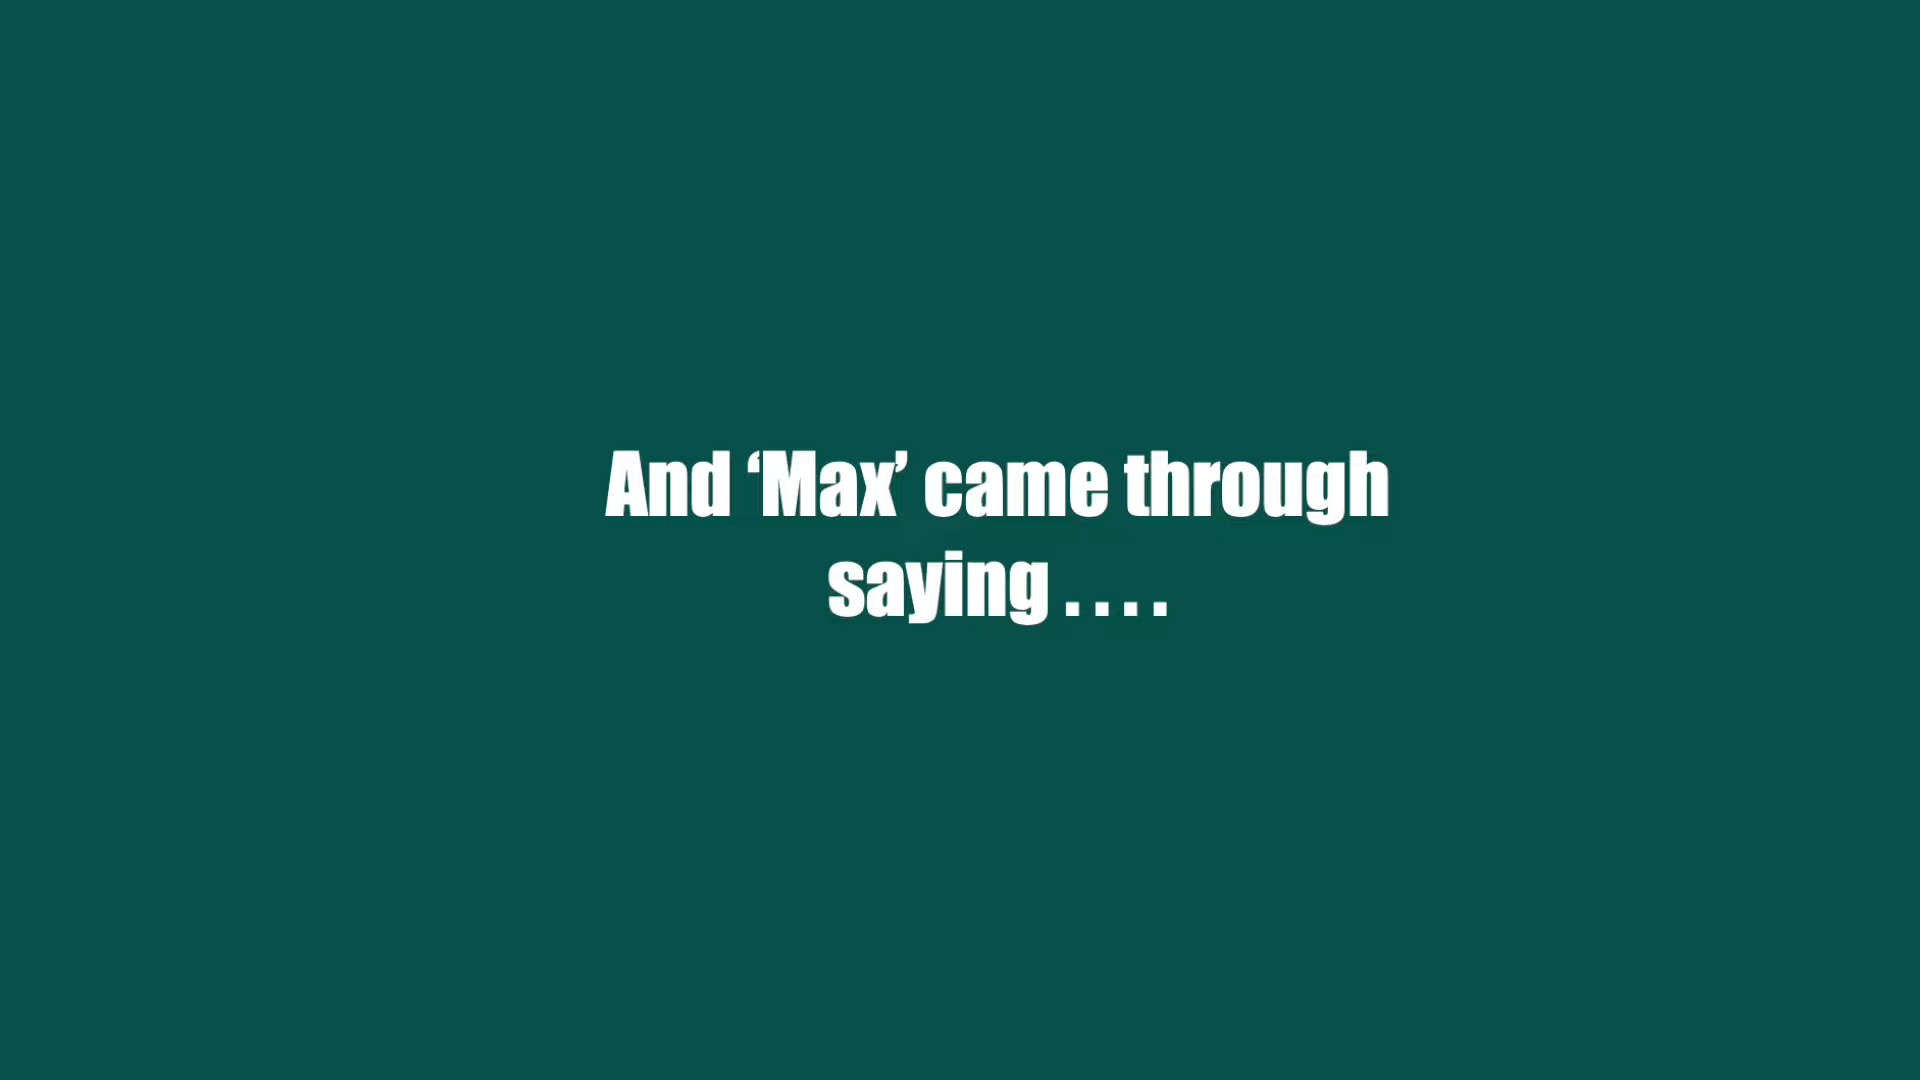 And ‘Max’ came through
saying . . . .